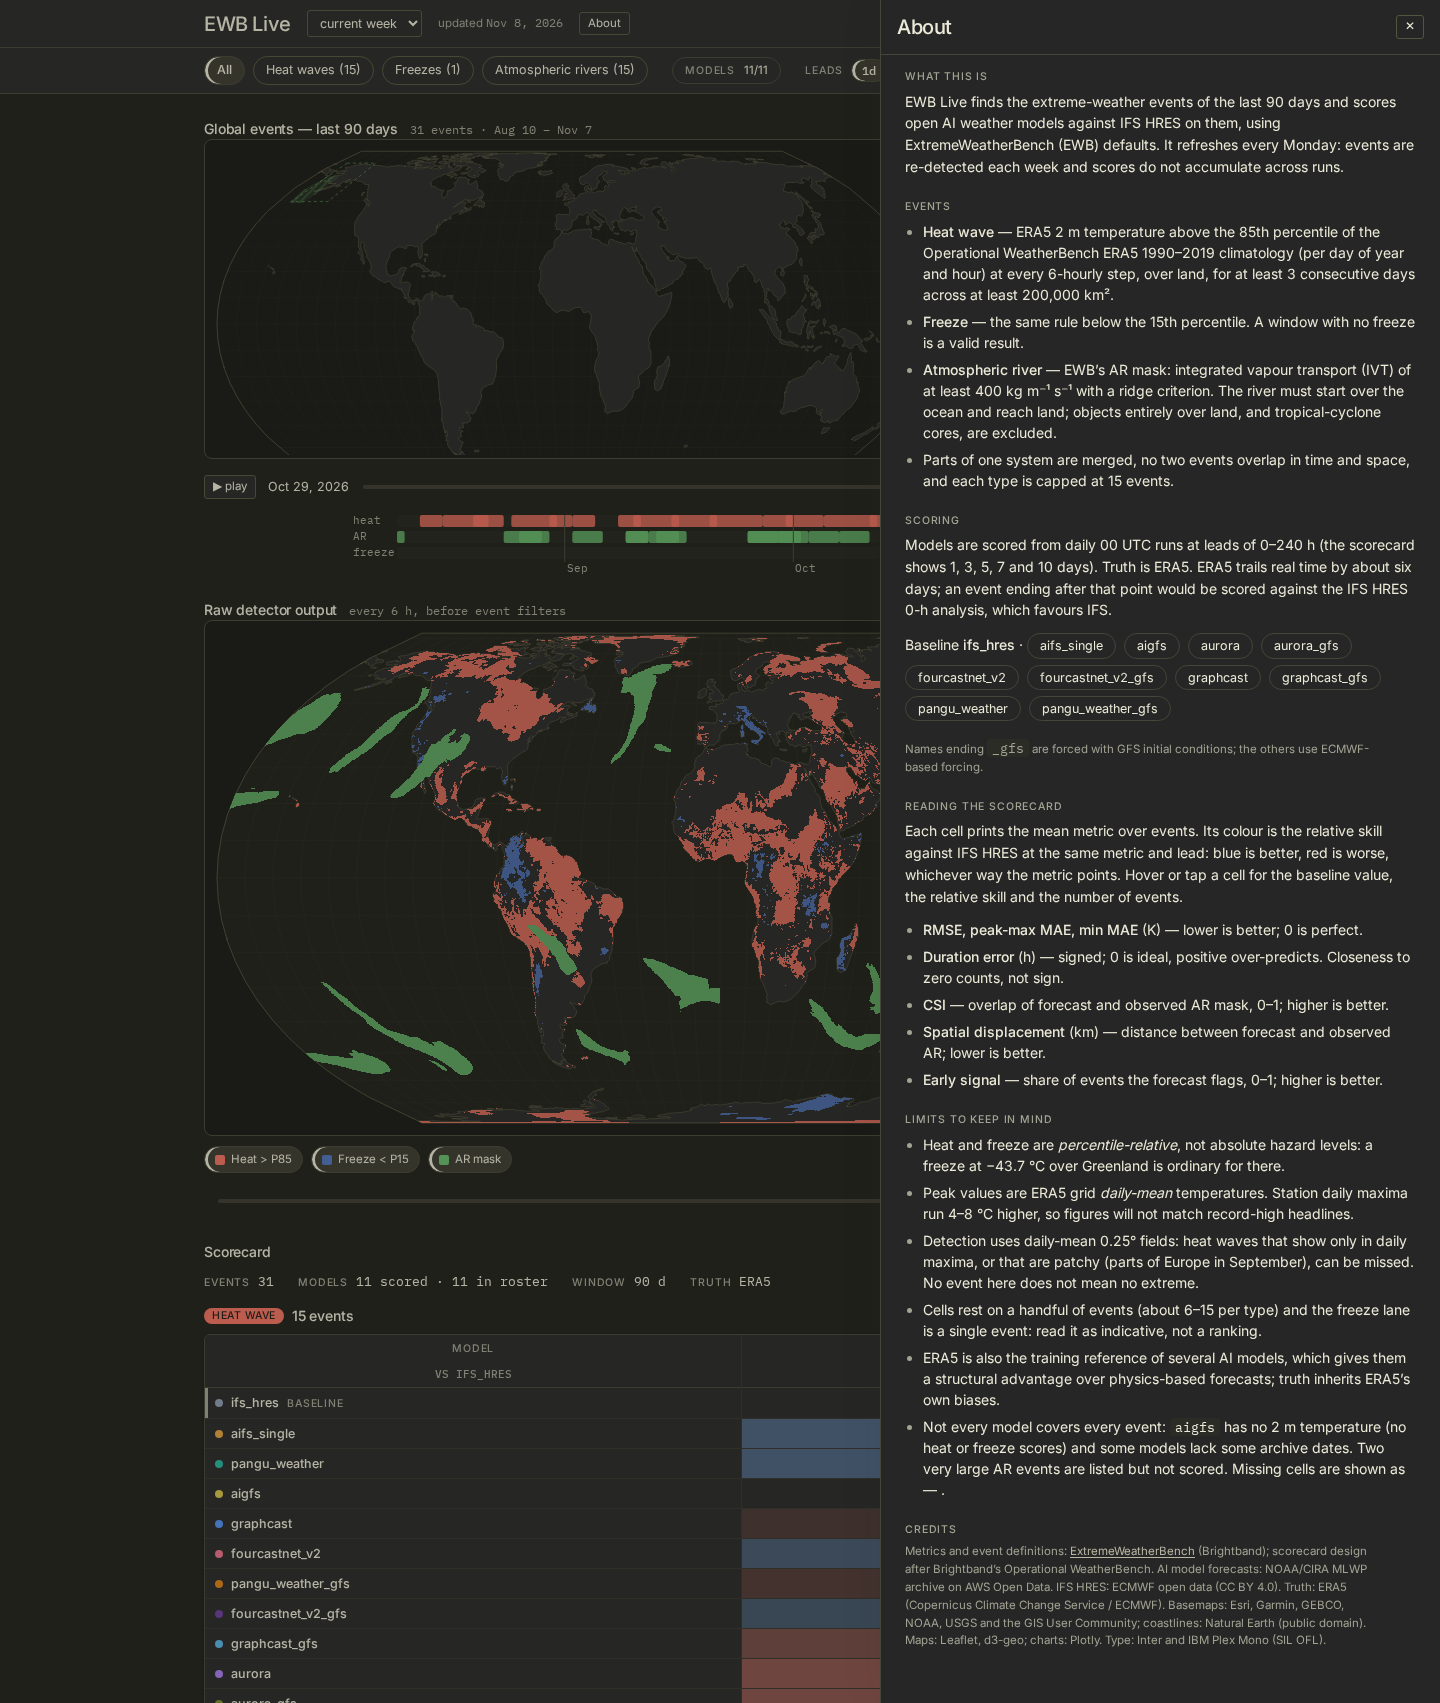 EWB Live
current week
updated Nov 8, 2026
About
All
Heat waves (15)
Freezes (1)
Atmospheric rivers (15)
MODELS 11/11
LEADS 1d
Global events — last 90 days 31 events · Aug 10 – Nov 7
▶ play
Oct 29, 2026
heat
AR
freeze
Sep
Oct
Raw detector output every 6 h, before event filters
Heat > P85
Freeze < P15
AR mask
Scorecard
EVENTS 31 MODELS 11 scored · 11 in roster WINDOW 90 d TRUTH ERA5
HEAT WAVE 15 events
MODEL
VS IFS_HRES
ifs_hres BASELINE
aifs_single
pangu_weather
aigfs
graphcast
fourcastnet_v2
pangu_weather_gfs
fourcastnet_v2_gfs
graphcast_gfs
aurora
aurora_gfs
About
×
WHAT THIS IS
EWB Live finds the extreme-weather events of the last 90 days and scores
open AI weather models against IFS HRES on them, using
ExtremeWeatherBench (EWB) defaults. It refreshes every Monday: events are
re-detected each week and scores do not accumulate across runs.
EVENTS
• Heat wave — ERA5 2 m temperature above the 85th percentile of the
Operational WeatherBench ERA5 1990–2019 climatology (per day of year
and hour) at every 6-hourly step, over land, for at least 3 consecutive days
across at least 200,000 km².
• Freeze — the same rule below the 15th percentile. A window with no freeze
is a valid result.
• Atmospheric river — EWB's AR mask: integrated vapour transport (IVT) of
at least 400 kg m⁻¹ s⁻¹ with a ridge criterion. The river must start over the
ocean and reach land; objects entirely over land, and tropical-cyclone
cores, are excluded.
• Parts of one system are merged, no two events overlap in time and space,
and each type is capped at 15 events.
SCORING
Models are scored from daily 00 UTC runs at leads of 0–240 h (the scorecard
shows 1, 3, 5, 7 and 10 days). Truth is ERA5. ERA5 trails real time by about six
days; an event ending after that point would be scored against the IFS HRES
0-h analysis, which favours IFS.
Baseline ifs_hres · aifs_single aigfs aurora aurora_gfs
fourcastnet_v2 fourcastnet_v2_gfs graphcast graphcast_gfs
pangu_weather pangu_weather_gfs
Names ending _gfs are forced with GFS initial conditions; the others use ECMWF-
based forcing.
READING THE SCORECARD
Each cell prints the mean metric over events. Its colour is the relative skill
against IFS HRES at the same metric and lead: blue is better, red is worse,
whichever way the metric points. Hover or tap a cell for the baseline value,
the relative skill and the number of events.
• RMSE, peak-max MAE, min MAE (K) — lower is better; 0 is perfect.
• Duration error (h) — signed; 0 is ideal, positive over-predicts. Closeness to
zero counts, not sign.
• CSI — overlap of forecast and observed AR mask, 0–1; higher is better.
• Spatial displacement (km) — distance between forecast and observed
AR; lower is better.
• Early signal — share of events the forecast flags, 0–1; higher is better.
LIMITS TO KEEP IN MIND
• Heat and freeze are percentile-relative, not absolute hazard levels: a
freeze at −43.7 °C over Greenland is ordinary for there.
• Peak values are ERA5 grid daily-mean temperatures. Station daily maxima
run 4–8 °C higher, so figures will not match record-high headlines.
• Detection uses daily-mean 0.25° fields: heat waves that show only in daily
maxima, or that are patchy (parts of Europe in September), can be missed.
No event here does not mean no extreme.
• Cells rest on a handful of events (about 6–15 per type) and the freeze lane
is a single event: read it as indicative, not a ranking.
• ERA5 is also the training reference of several AI models, which gives them
a structural advantage over physics-based forecasts; truth inherits ERA5's
own biases.
• Not every model covers every event: aigfs has no 2 m temperature (no
heat or freeze scores) and some models lack some archive dates. Two
very large AR events are listed but not scored. Missing cells are shown as
— .
CREDITS
Metrics and event definitions: ExtremeWeatherBench (Brightband); scorecard design
after Brightband's Operational WeatherBench. AI model forecasts: NOAA/CIRA MLWP
archive on AWS Open Data. IFS HRES: ECMWF open data (CC BY 4.0). Truth: ERA5
(Copernicus Climate Change Service / ECMWF). Basemaps: Esri, Garmin, GEBCO,
NOAA, USGS and the GIS User Community; coastlines: Natural Earth (public domain).
Maps: Leaflet, d3-geo; charts: Plotly. Type: Inter and IBM Plex Mono (SIL OFL).